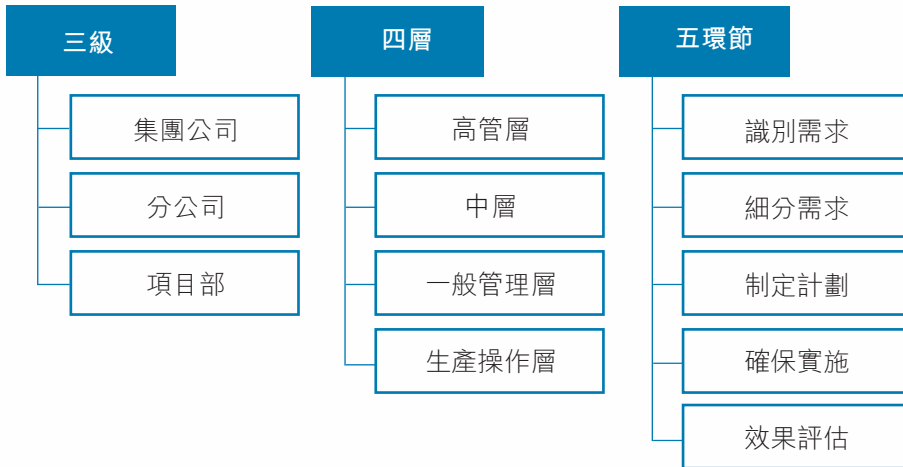 三級
集團公司
分公司
項目部
四層
高管層
中層
一般管理層
生產操作層
五環節
識別需求
細分需求
制定計劃
確保實施
效果評估